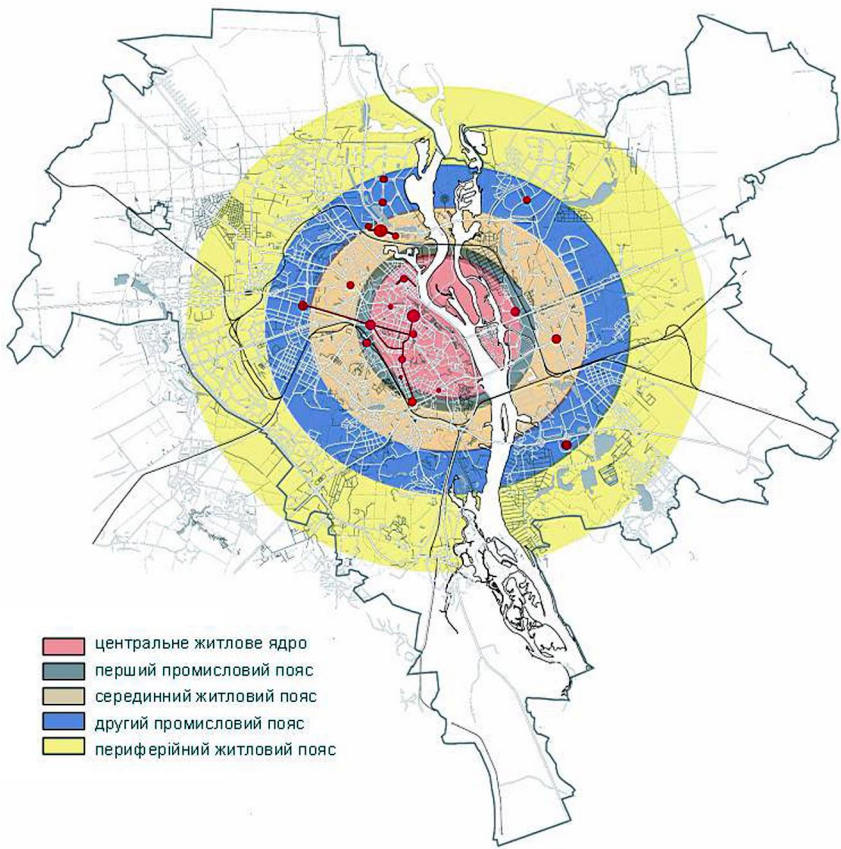 центральне житлове ядро
перший промисловий пояс
серединний житловий пояс
другий промисловий пояс
периферійний житловий пояс